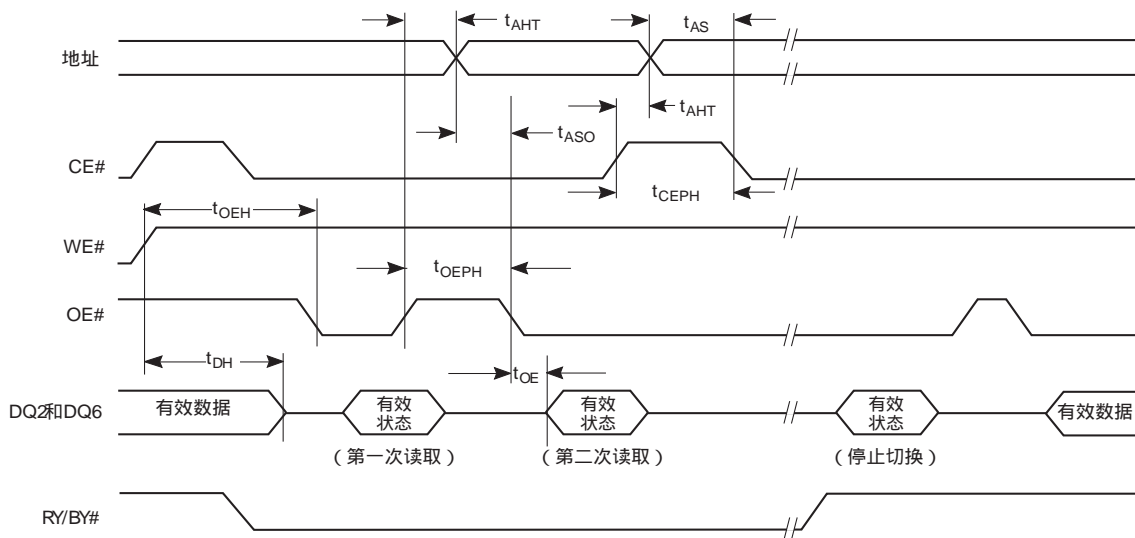 tAHT
tAS
地址
tAHT
tASO
CE#
tCEPH
tOEH
WE#
tOEPH
OE#
tDH
tOE
DQ2和DQ6
有效数据
有效
状态
有效
状态
有效
状态
有效数据
(第一次读取)
(第二次读取)
(停止切换)
RY/BY#